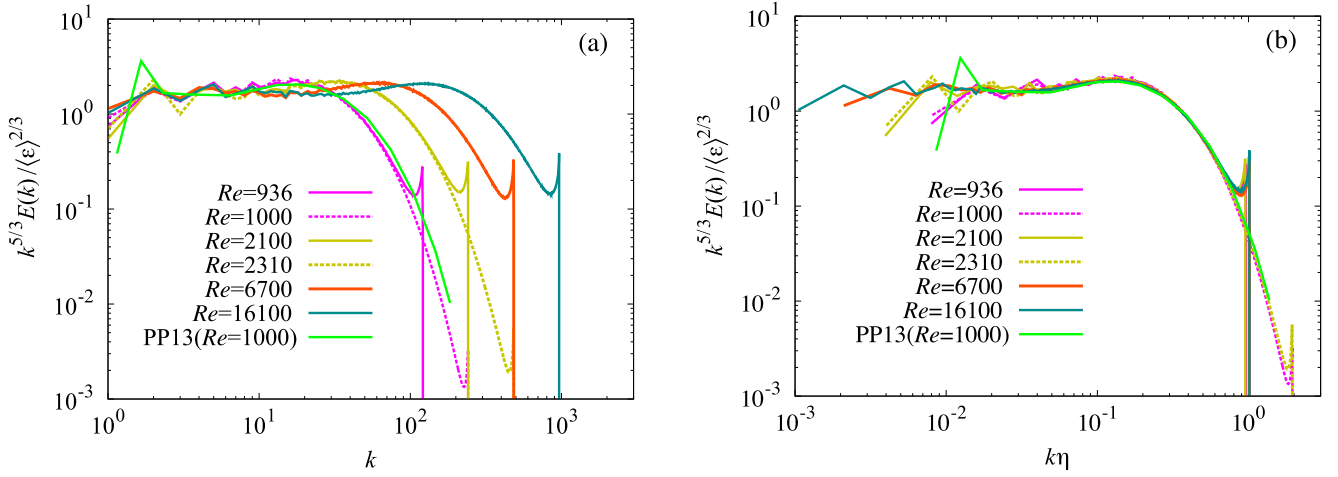 (a)
k^{5/3} E(k) / ⟨ε⟩^{2/3}
10^1
10^0
10^{-1}
10^{-2}
10^{-3}
Re=936
Re=1000
Re=2100
Re=2310
Re=6700
Re=16100
PP13(Re=1000)
10^0 10^1 10^2 10^3
k
(b)
k^{5/3} E(k) / ⟨ε⟩^{2/3}
10^1
10^0
10^{-1}
10^{-2}
10^{-3}
Re=936
Re=1000
Re=2100
Re=2310
Re=6700
Re=16100
PP13(Re=1000)
10^{-3} 10^{-2} 10^{-1} 10^0
kη